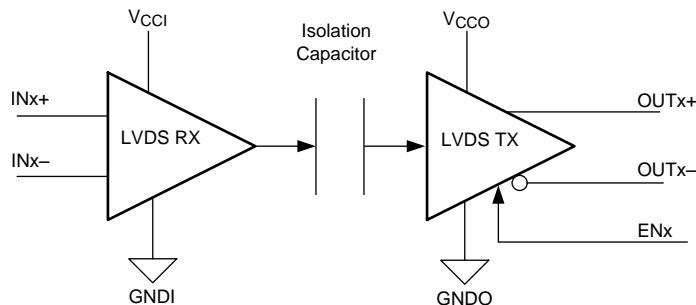 VCCI
Isolation
Capacitor
VCCO
INx+
INx–
LVDS RX
LVDS TX
OUTx+
OUTx–
ENx
GNDI
GNDO